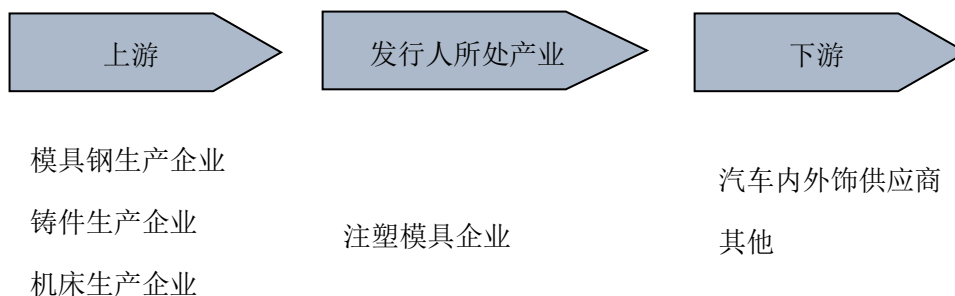 上游
发行人所处产业
下游
模具钢生产企业
铸件生产企业
机床生产企业
注塑模具企业
汽车内外饰供应商
其他